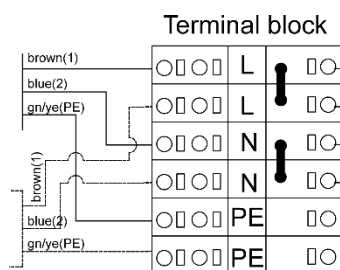 Terminal block
brown(1)
blue(2)
gn/ye(PE)
L
L
N
N
PE
PE
brown(1)
blue(2)
gn/ye(PE)